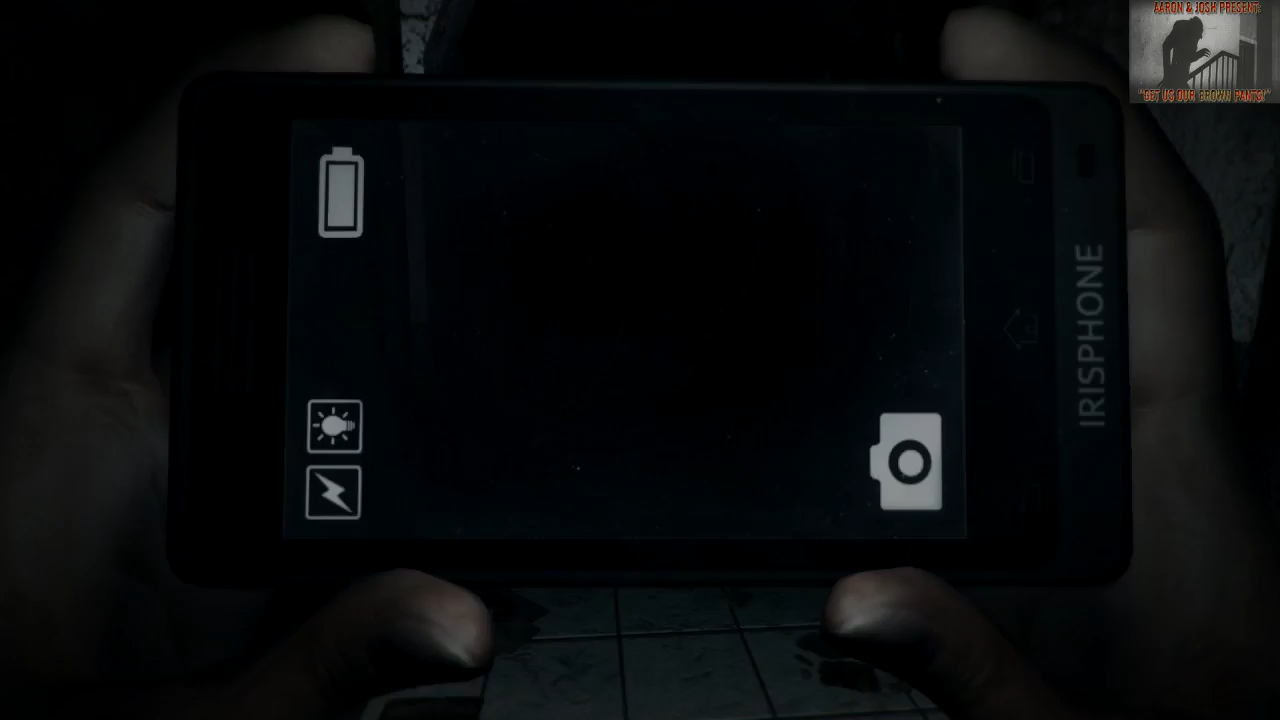 AARON & JOSH PRESENT:
"GET US OUR BROWN PANTS!"
IRISPHONE